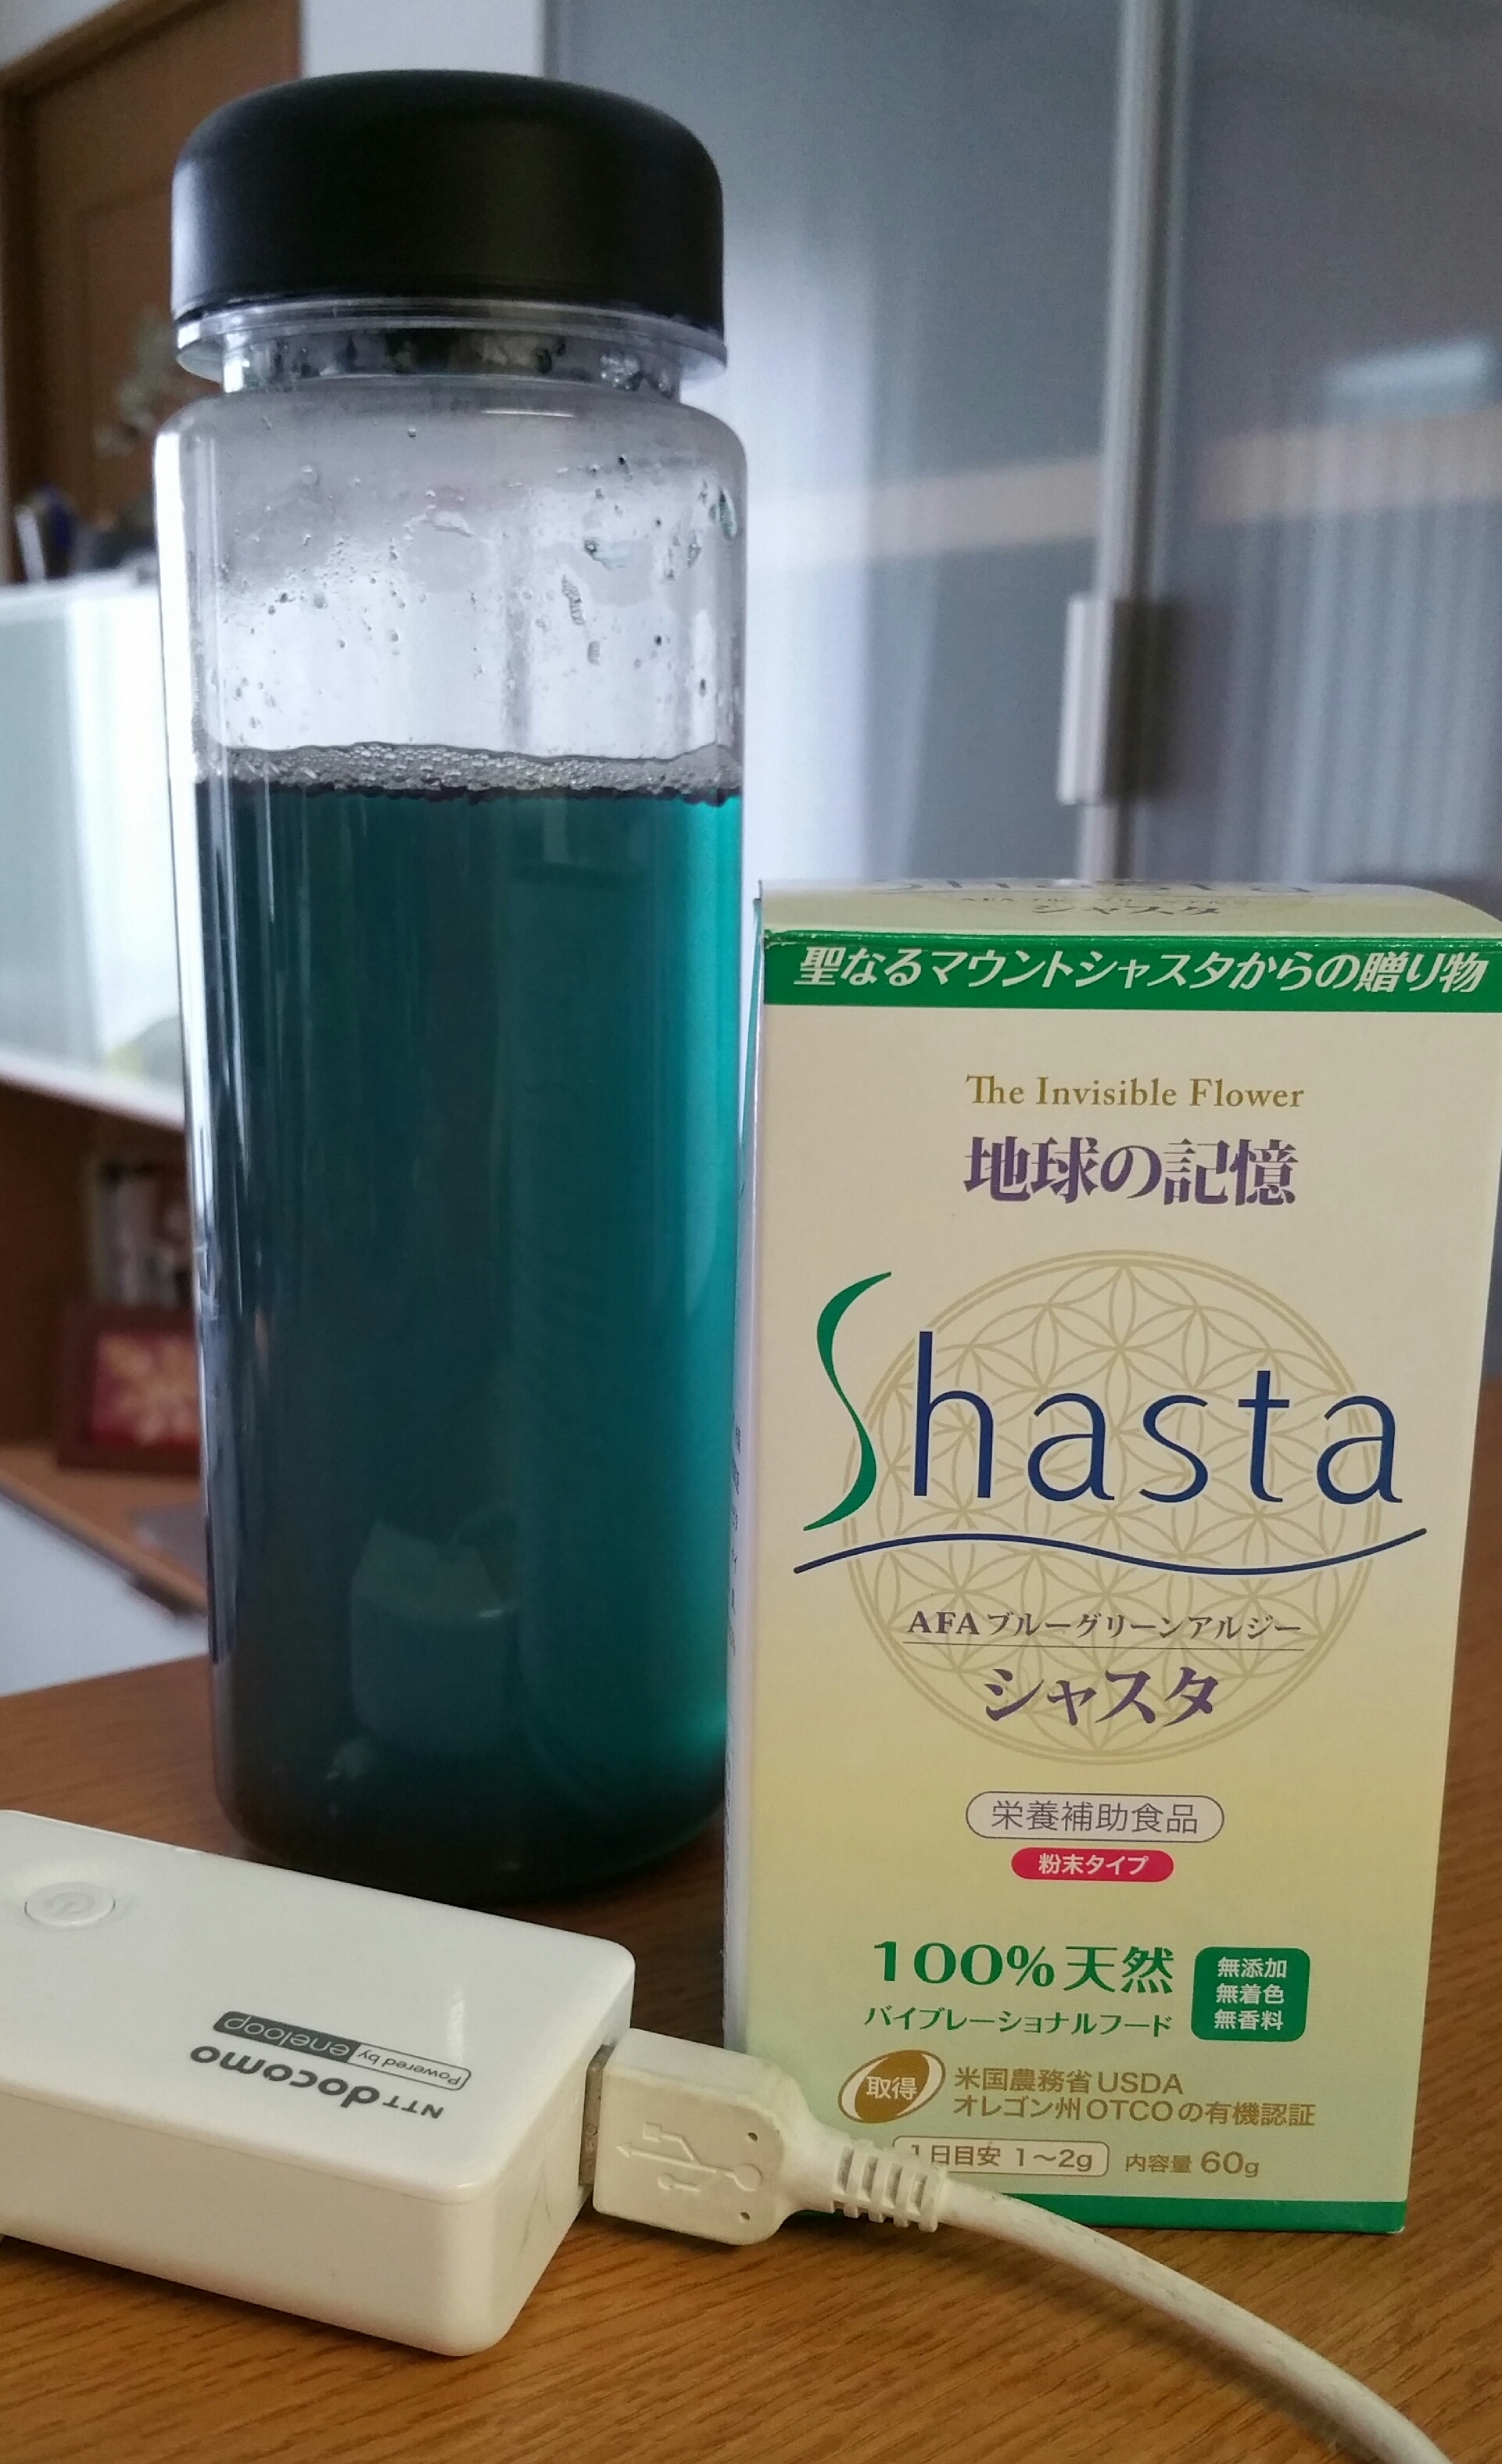 Shasta
シャスタ
聖なるマウントシャスタからの贈り物
The Invisible Flower
地球の記憶
Shasta
AFAブルーグリーンアルジー
シャスタ
栄養補助食品
粉末タイプ
100%天然
バイブレーショナルフード
無添加
無着色
無香料
取得
米国農務省USDA
オレゴン州OTCOの有機認証
1日目安 1〜2g
内容量 60g
NTT docomo
Powered by eneloop